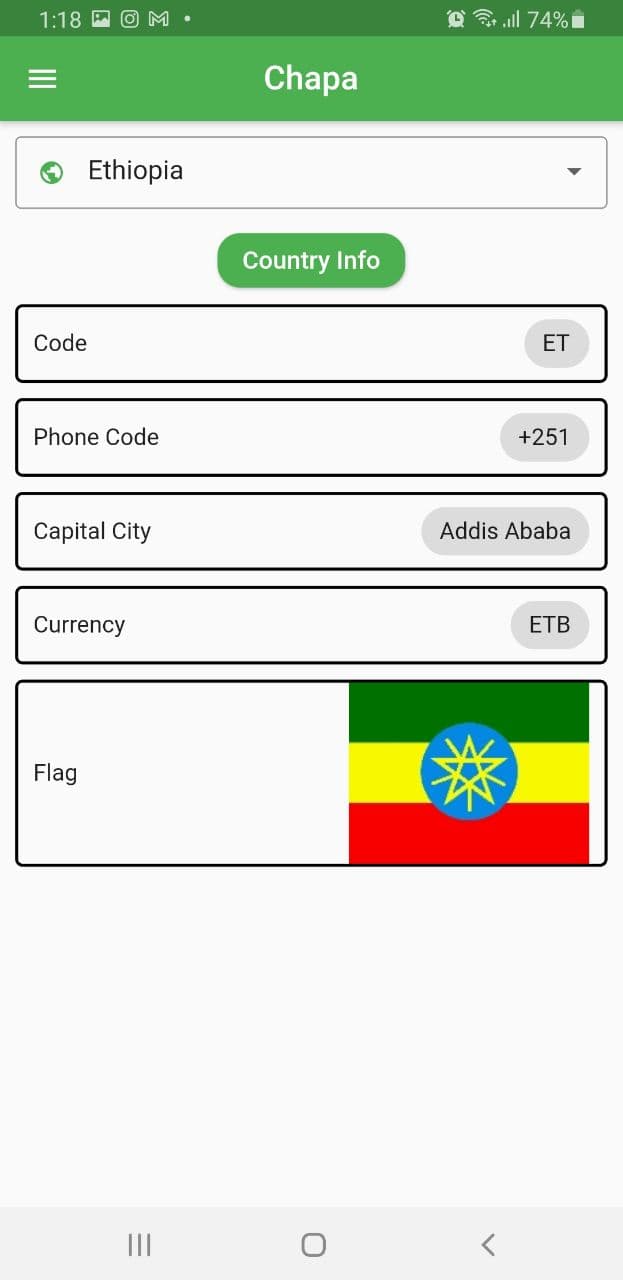 1:18 74%
Chapa
Ethiopia
Country Info
Code ET
Phone Code +251
Capital City Addis Ababa
Currency ETB
Flag